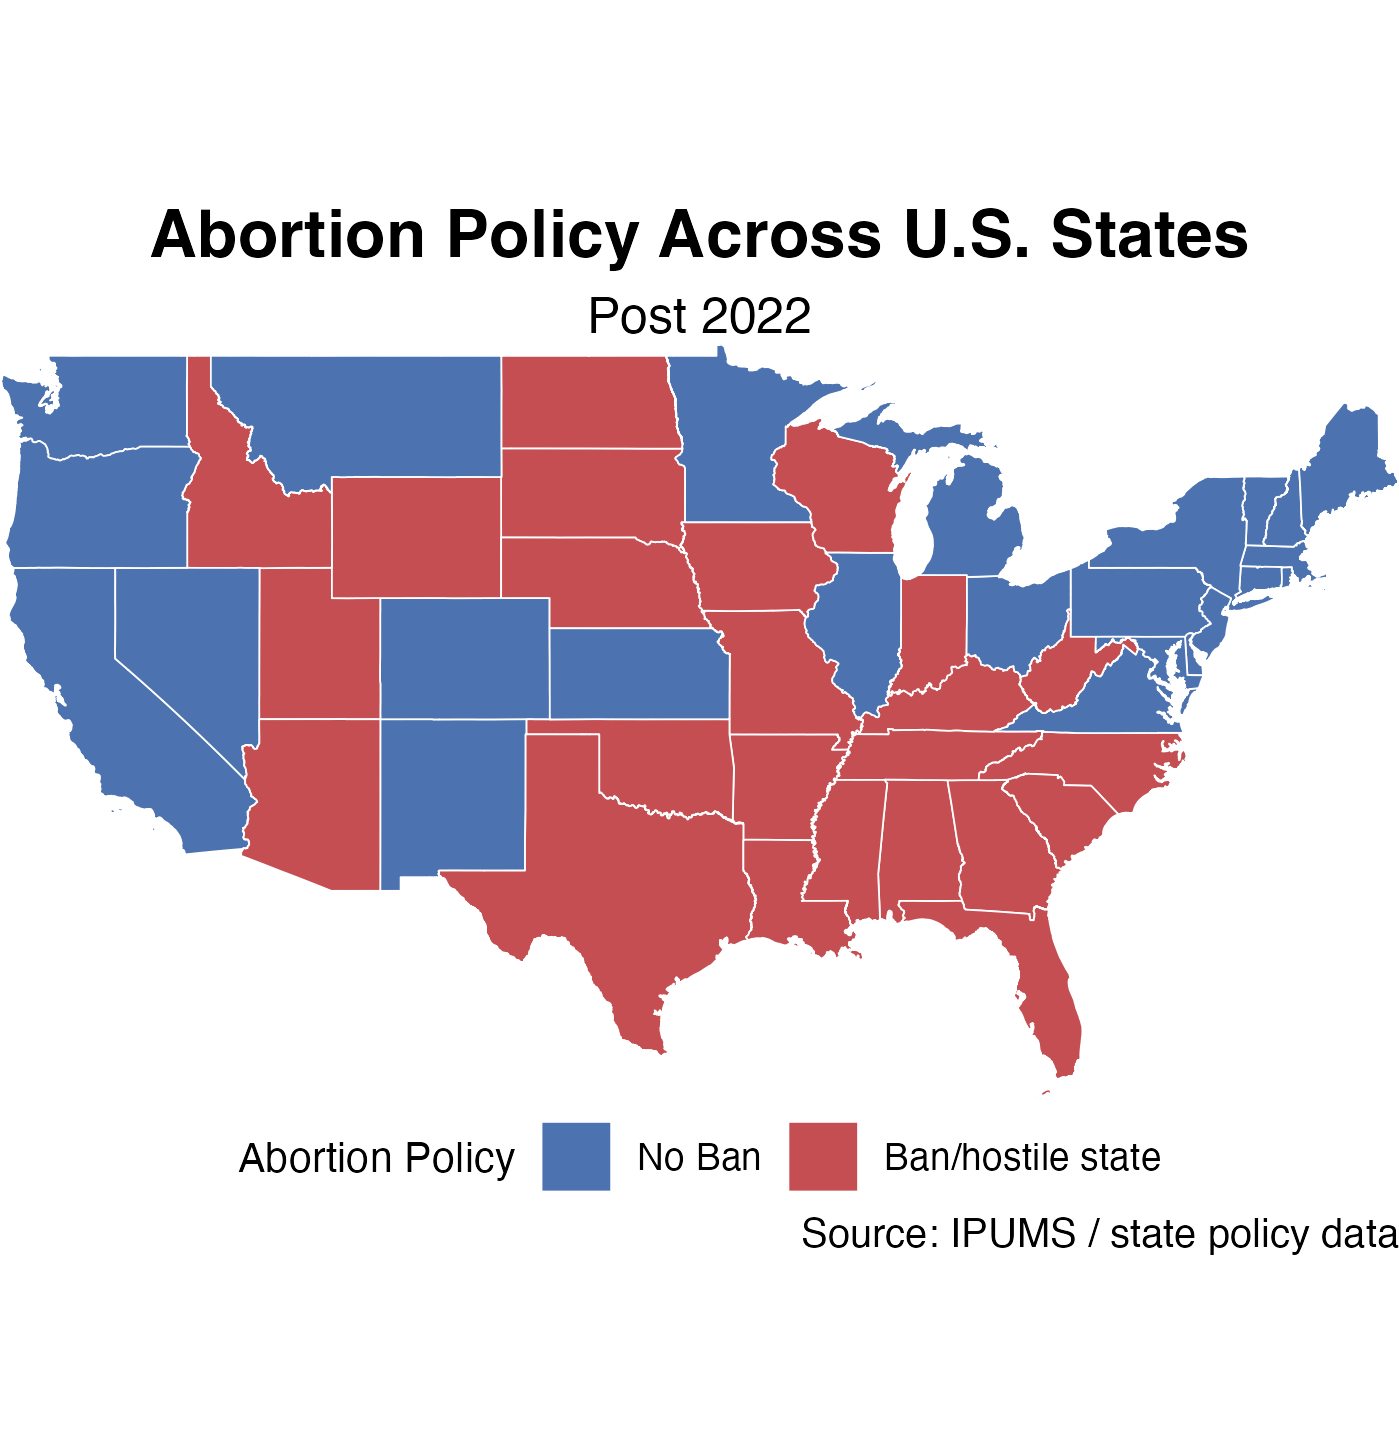 Abortion Policy Across U.S. States
Post 2022
Abortion Policy No Ban Ban/hostile state
Source: IPUMS / state policy data